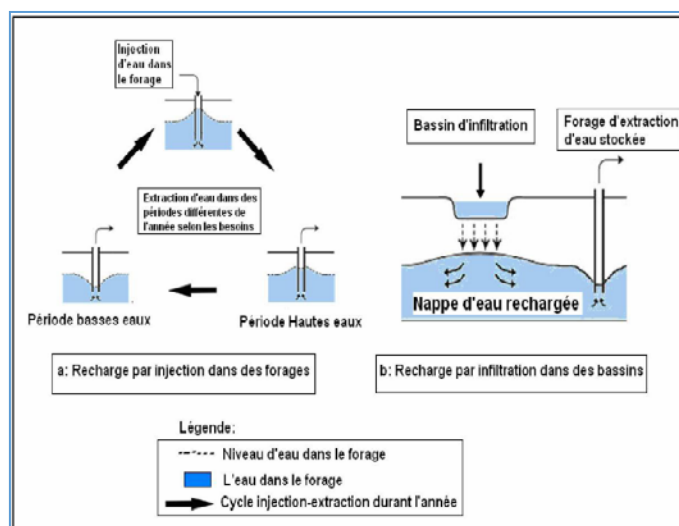 Injection
d'eau dans
le forage
Extraction d'eau dans des
périodes différentes de
l'année selon les besoins
Période basses eaux
Période Hautes eaux
a: Recharge par injection dans des forages
Bassin d'infiltration
Forage d'extraction
d'eau stockée
Nappe d'eau rechargée
b: Recharge par infiltration dans des bassins
Légende:
Niveau d'eau dans le forage
L'eau dans le forage
Cycle injection-extraction durant l'année